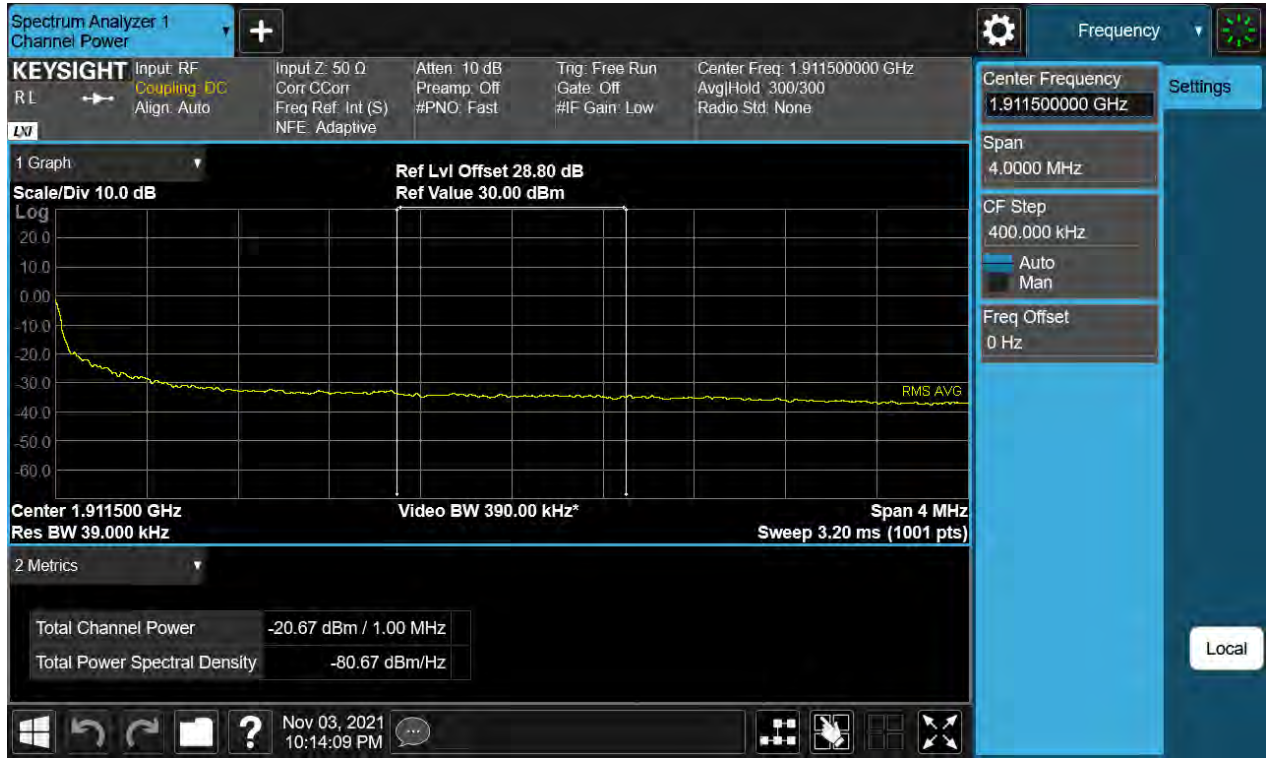 Spectrum Analyzer 1
Channel Power
Frequency
KEYSIGHT
RL
LXI
Input: RF
Coupling: DC
Align: Auto
Input Z: 50 Ω
Corr CCorr
Freq Ref: Int (S)
NFE: Adaptive
Atten: 10 dB
Preamp: Off
#PNO: Fast
Trig: Free Run
Gate: Off
#IF Gain: Low
Center Freq: 1.911500000 GHz
Avg|Hold: 300/300
Radio Std: None
Center Frequency
1.911500000 GHz
Settings
Span
4.0000 MHz
CF Step
400.000 kHz
Auto
Man
Freq Offset
0 Hz
1 Graph
Scale/Div 10.0 dB
Ref Lvl Offset 28.80 dB
Ref Value 30.00 dBm
Log
20.0
10.0
0.00
-10.0
-20.0
-30.0
-40.0
-50.0
-60.0
RMS AVG
Center 1.911500 GHz
Res BW 39.000 kHz
Video BW 390.00 kHz*
Span 4 MHz
Sweep 3.20 ms (1001 pts)
2 Metrics
Total Channel Power -20.67 dBm / 1.00 MHz
Total Power Spectral Density -80.67 dBm/Hz
Local
?
Nov 03, 2021
10:14:09 PM